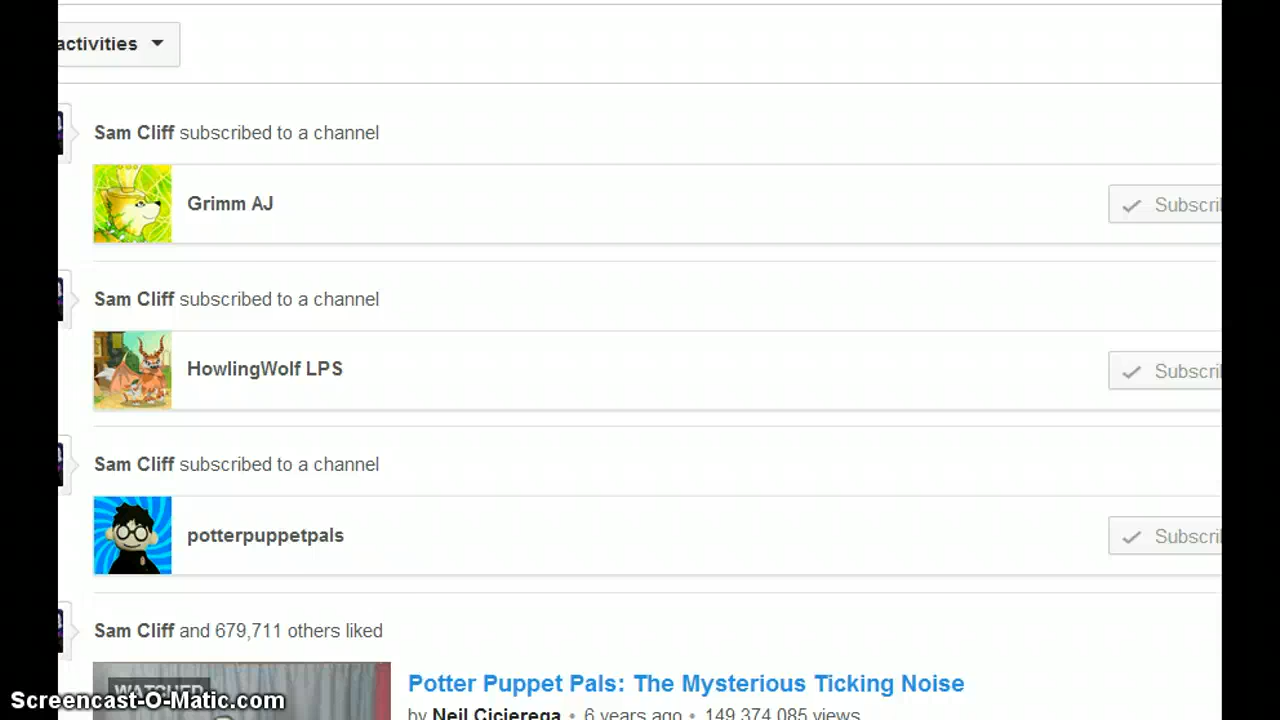 activities
Sam Cliff subscribed to a channel
Grimm AJ
Subscri
Sam Cliff subscribed to a channel
HowlingWolf LPS
Subscri
Sam Cliff subscribed to a channel
potterpuppetpals
Subscri
Sam Cliff and 679,711 others liked
WATCHED
Potter Puppet Pals: The Mysterious Ticking Noise
by Neil Cicierega • 6 years ago • 149,374,085 views
Screencast-O-Matic.com